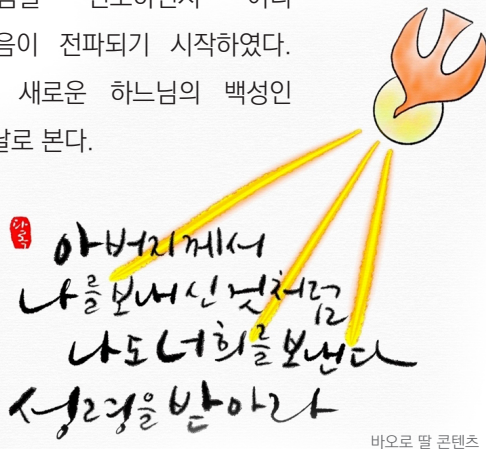 음이 전파되기 시작하였다.
새로운 하느님의 백성인
날로 본다.
아버지께서
나를 보내신 것처럼
나도 너희를 보낸다
성령을 받아라
바오로 딸 콘텐츠